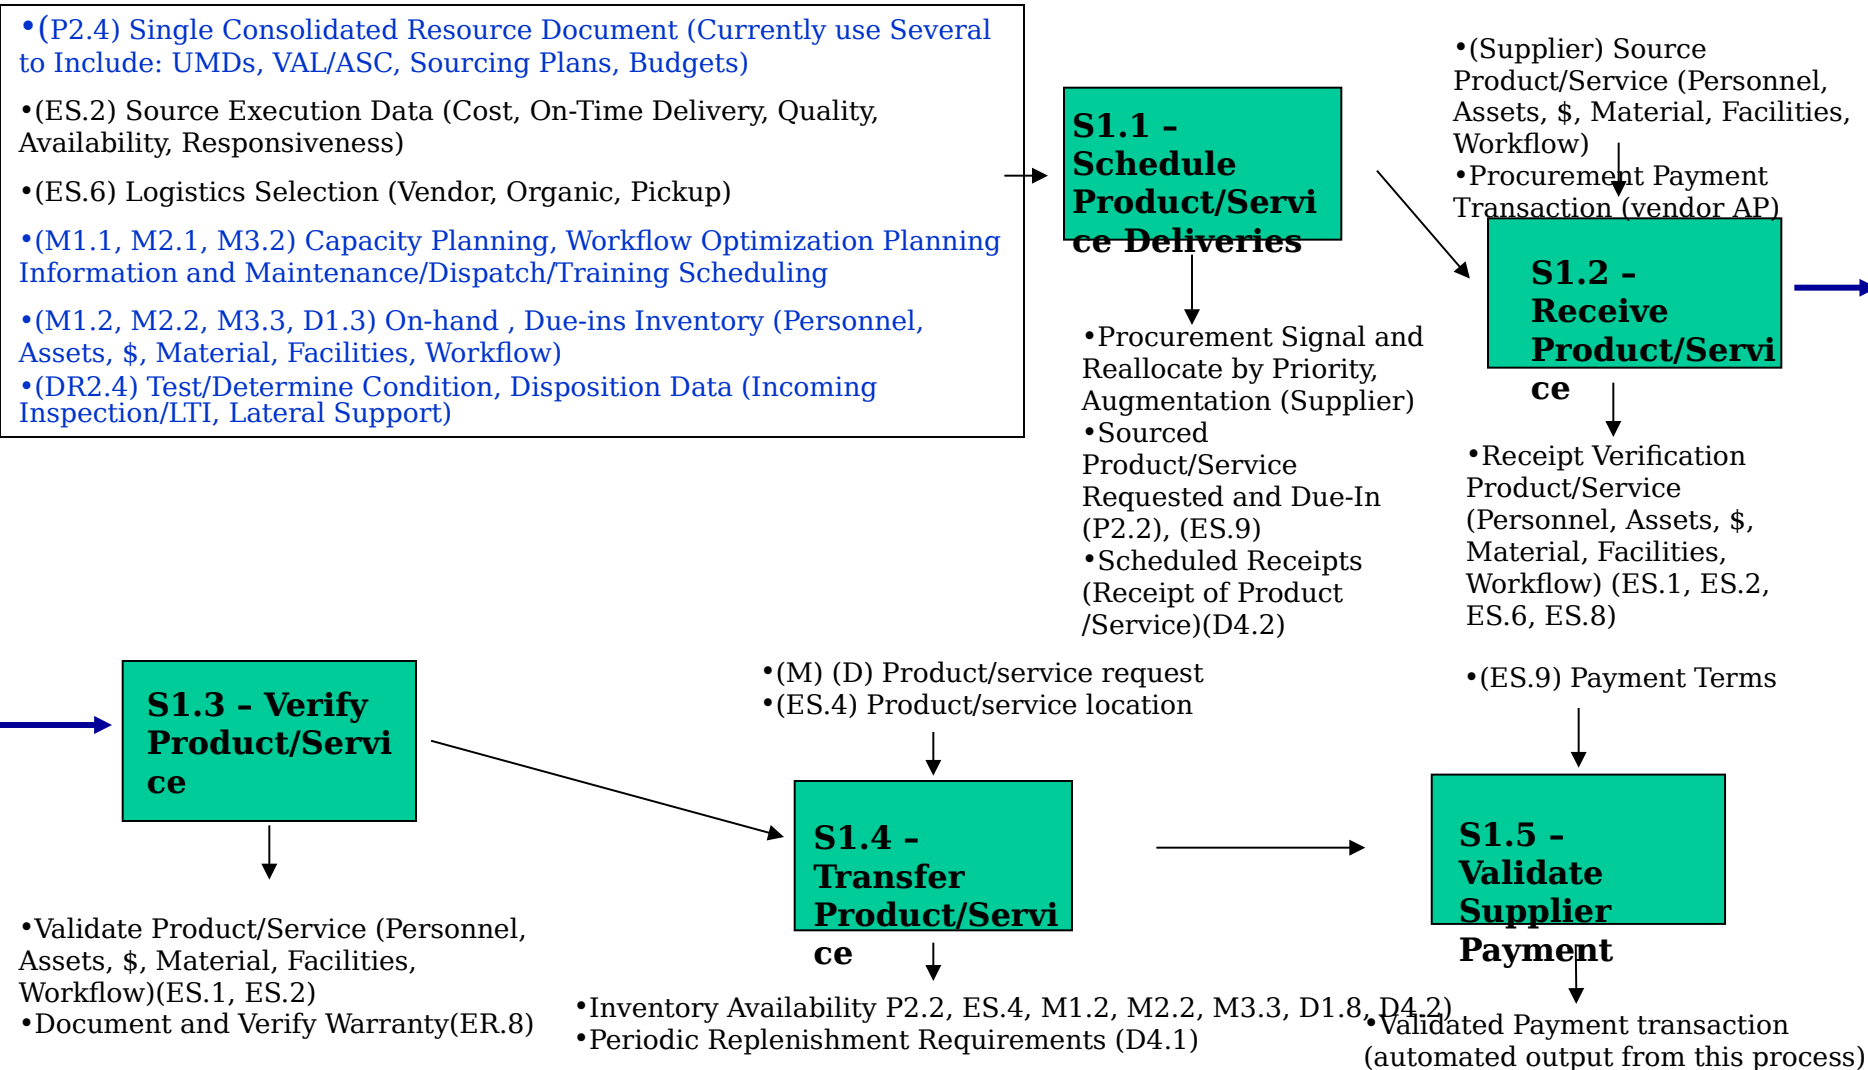 •(P2.4) Single Consolidated Resource Document (Currently use Several
to Include: UMDs, VAL/ASC, Sourcing Plans, Budgets)
•(ES.2) Source Execution Data (Cost, On-Time Delivery, Quality,
Availability, Responsiveness)
•(ES.6) Logistics Selection (Vendor, Organic, Pickup)
•(M1.1, M2.1, M3.2) Capacity Planning, Workflow Optimization Planning
Information and Maintenance/Dispatch/Training Scheduling
•(M1.2, M2.2, M3.3, D1.3) On-hand , Due-ins Inventory (Personnel,
Assets, $, Material, Facilities, Workflow)
•(DR2.4) Test/Determine Condition, Disposition Data (Incoming
Inspection/LTI, Lateral Support)
S1.1 –
Schedule
Product/Servi
ce Deliveries
•(Supplier) Source
Product/Service (Personnel,
Assets, $, Material, Facilities,
Workflow)
•Procurement Payment
Transaction (vendor AP)
S1.2 –
Receive
Product/Servi
ce
•Procurement Signal and
Reallocate by Priority,
Augmentation (Supplier)
•Sourced
Product/Service
Requested and Due-In
(P2.2), (ES.9)
•Scheduled Receipts
(Receipt of Product
/Service)(D4.2)
•Receipt Verification
Product/Service
(Personnel, Assets, $,
Material, Facilities,
Workflow) (ES.1, ES.2,
ES.6, ES.8)
S1.3 – Verify
Product/Servi
ce
•(M) (D) Product/service request
•(ES.4) Product/service location
•(ES.9) Payment Terms
S1.4 –
Transfer
Product/Servi
ce
S1.5 –
Validate
Supplier
Payment
•Validate Product/Service (Personnel,
Assets, $, Material, Facilities,
Workflow)(ES.1, ES.2)
•Document and Verify Warranty(ER.8)
•Inventory Availability P2.2, ES.4, M1.2, M2.2, M3.3, D1.8, D4.2)
•Periodic Replenishment Requirements (D4.1)
•Validated Payment transaction
(automated output from this process)